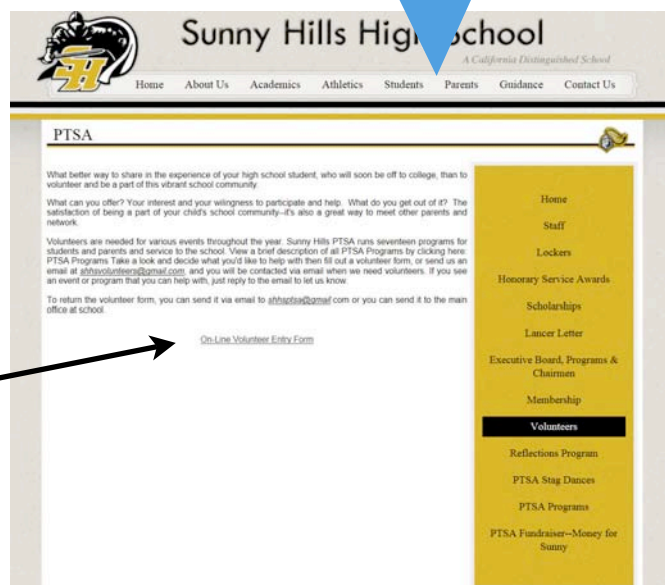 Sunny Hills High School
A California Distinguished School
Home About Us Academics Athletics Students Parents Guidance Contact Us
SH
PTSA
What better way to share in the experience of your high school student, who will soon be off to college, than to
volunteer and be a part of this vibrant school community.
What can you offer? Your interest and your wilingness to participate and help. What do you get out of it? The
satisfaction of being a part of your child's school community--it's also a great way to meet other parents and
network.
Volunteers are needed for various events throughout the year. Sunny Hills PTSA runs seventeen programs for
students and parents and service to the school. View a brief description of all PTSA Programs by clicking here:
PTSA Programs Take a look and decide what you'd like to help with then fill out a volunteer form, or send us an
email at shhsvolunteers@gmail.com, and you will be contacted via email when we need volunteers. If you see
an event or program that you can help with, just reply to the email to let us know.
To return the volunteer form, you can send it via email to shhsptsa@gmail.com or you can send it to the main
office at school.
On-Line Volunteer Entry Form
Home
Staff
Lockers
Honorary Service Awards
Scholarships
Lancer Letter
Executive Board, Programs &
Chairmen
Membership
Volunteers
Reflections Program
PTSA Stag Dances
PTSA Programs
PTSA Fundraiser--Money for
Sunny